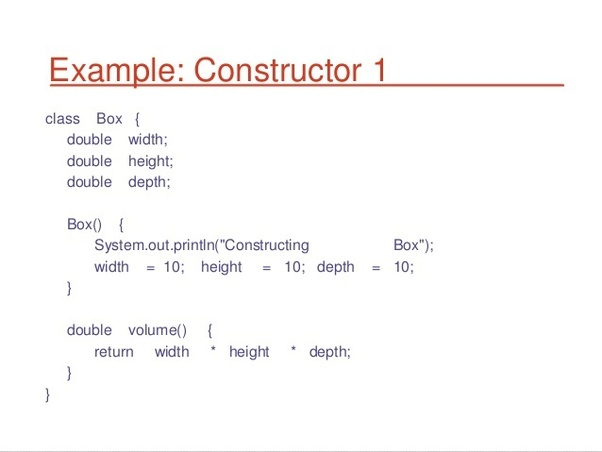 Example: Constructor 1
class Box {
double width;
double height;
double depth;
Box() {
System.out.println("Constructing Box");
width = 10; height = 10; depth = 10;
}
double volume() {
return width * height * depth;
}
}